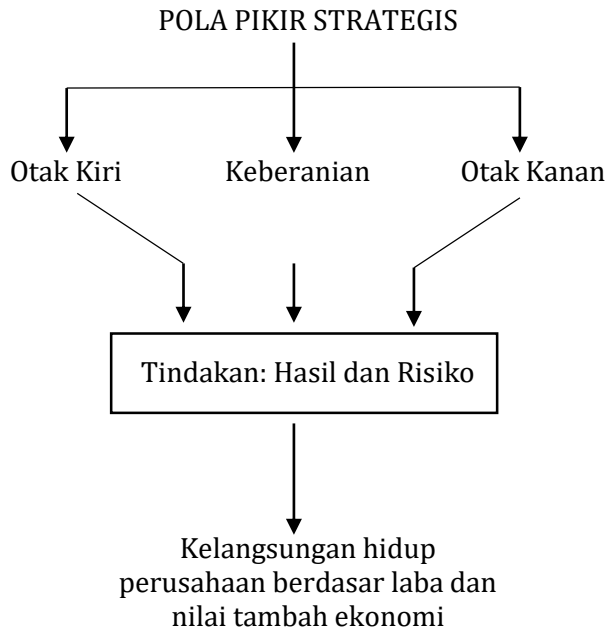 POLA PIKIR STRATEGIS
Otak Kiri Keberanian Otak Kanan
Tindakan: Hasil dan Risiko
Kelangsungan hidup
perusahaan berdasar laba dan
nilai tambah ekonomi